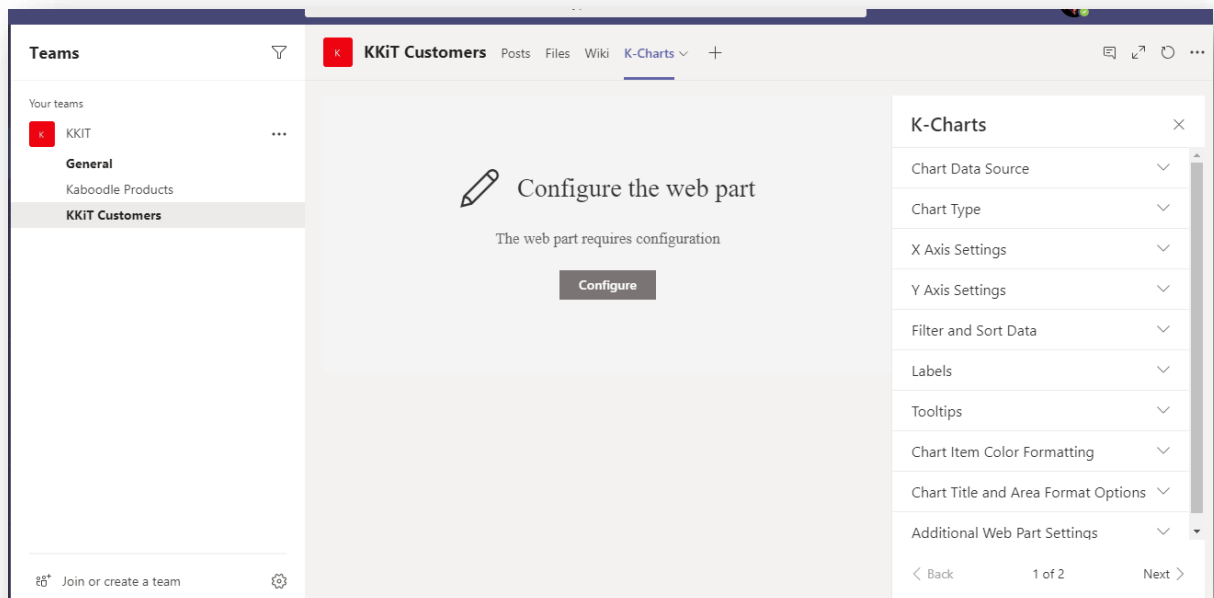 Teams
Your teams
K KKIT
General
Kaboodle Products
KKiT Customers
Join or create a team
K KKiT Customers Posts Files Wiki K-Charts
Configure the web part
The web part requires configuration
Configure
K-Charts
Chart Data Source
Chart Type
X Axis Settings
Y Axis Settings
Filter and Sort Data
Labels
Tooltips
Chart Item Color Formatting
Chart Title and Area Format Options
Additional Web Part Settings
Back 1 of 2 Next